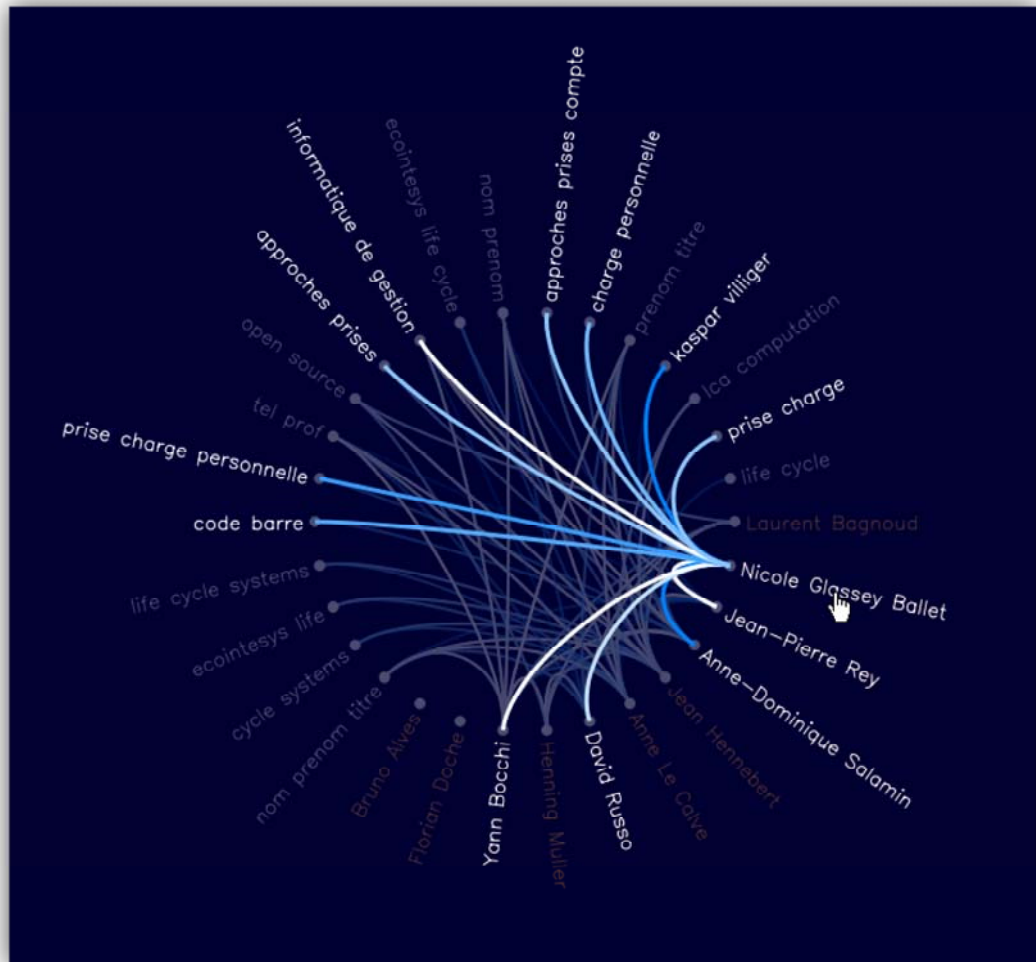 approches prises compte
charge personnelle
prenom titre
kaspar villiger
lca computation
prise charge
life cycle
Laurent Bagnoud
Nicole Glassey Ballet
Jean-Pierre Rey
Anne-Dominique Salamin
Jean Hennebert
Anne Le Calve
David Russo
Henning Muller
Yann Bocchi
Florian Doche
Bruno Alves
nom prenom titre
cycle systems
ecointesys life
life cycle systems
code barre
prise charge personnelle
tel prof
open source
approches prises
informatique de gestion
ecointesys life cycle
nom prenom